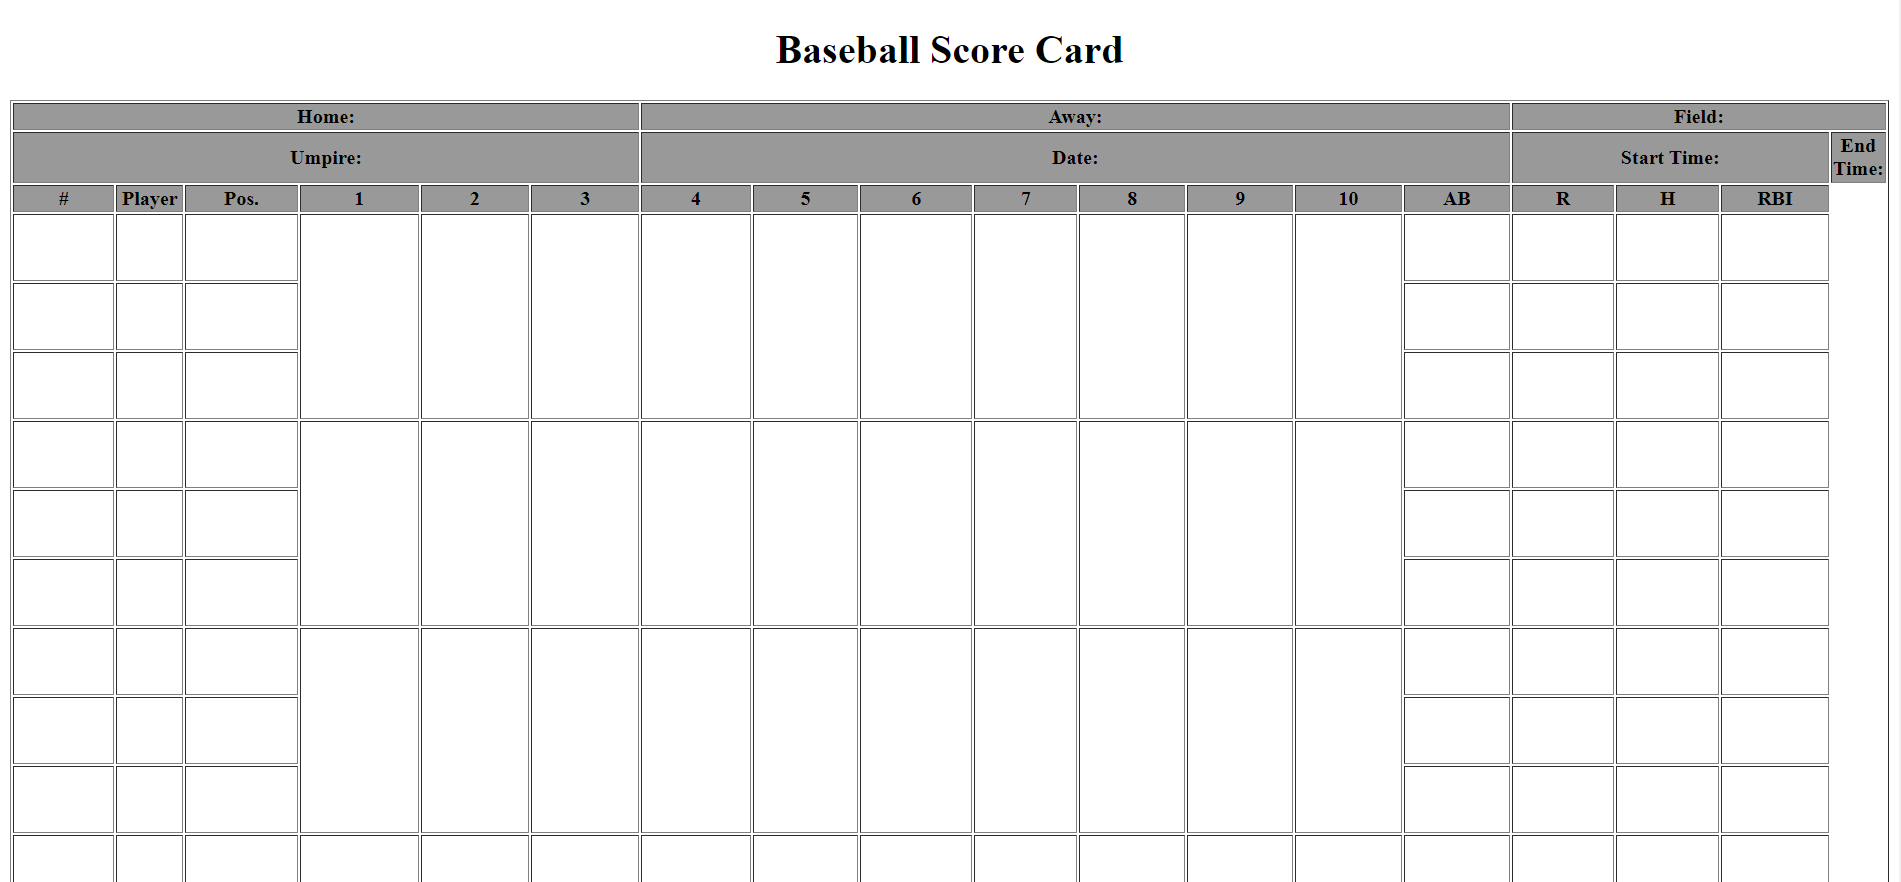 Baseball Score Card
Home: Away: Field:
Umpire: Date: Start Time: End
Time:
# Player Pos. 1 2 3 4 5 6 7 8 9 10 AB R H RBI